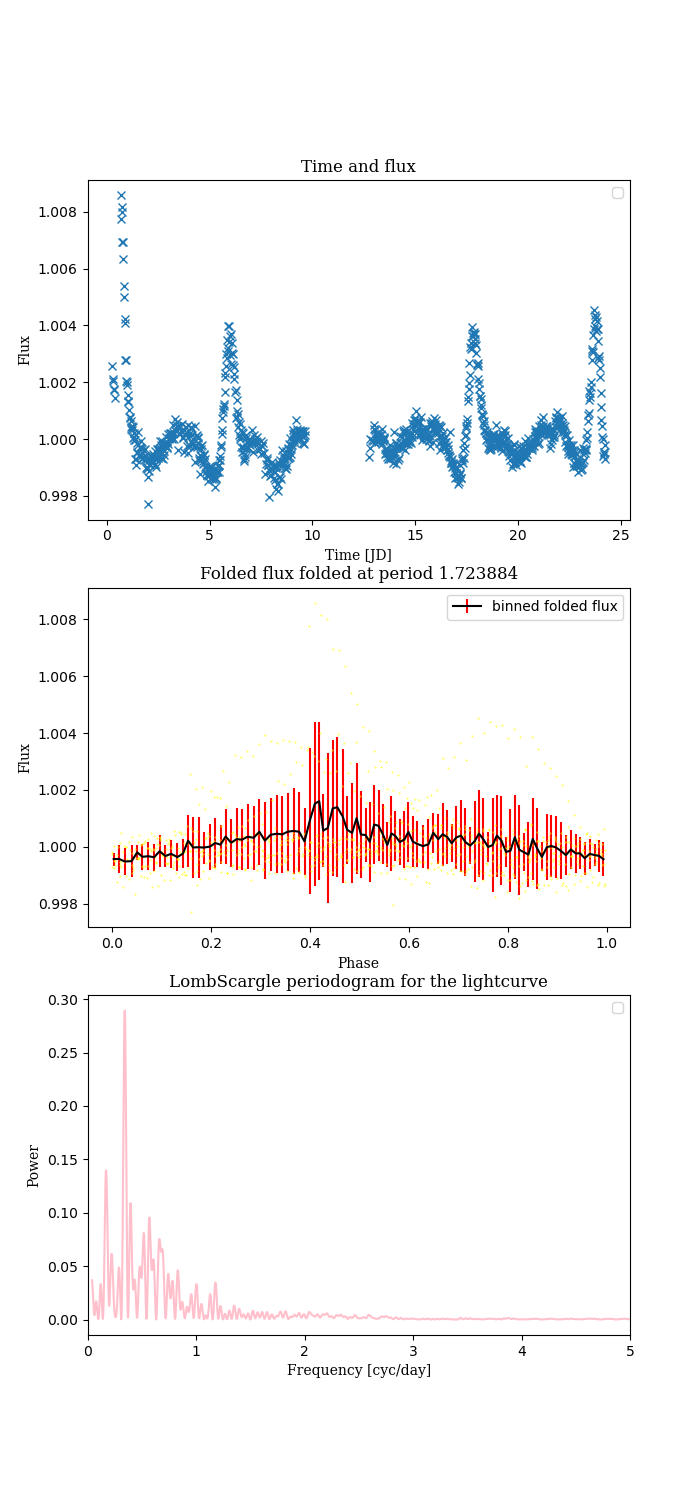 Time and flux
Flux
1.008
1.006
1.004
1.002
1.000
0.998
0 5 10 15 20 25
Time [JD]
Folded flux folded at period 1.723884
binned folded flux
Flux
1.008
1.006
1.004
1.002
1.000
0.998
0.0 0.2 0.4 0.6 0.8 1.0
Phase
LombScargle periodogram for the lightcurve
Power
0.30
0.25
0.20
0.15
0.10
0.05
0.00
0 1 2 3 4 5
Frequency [cyc/day]